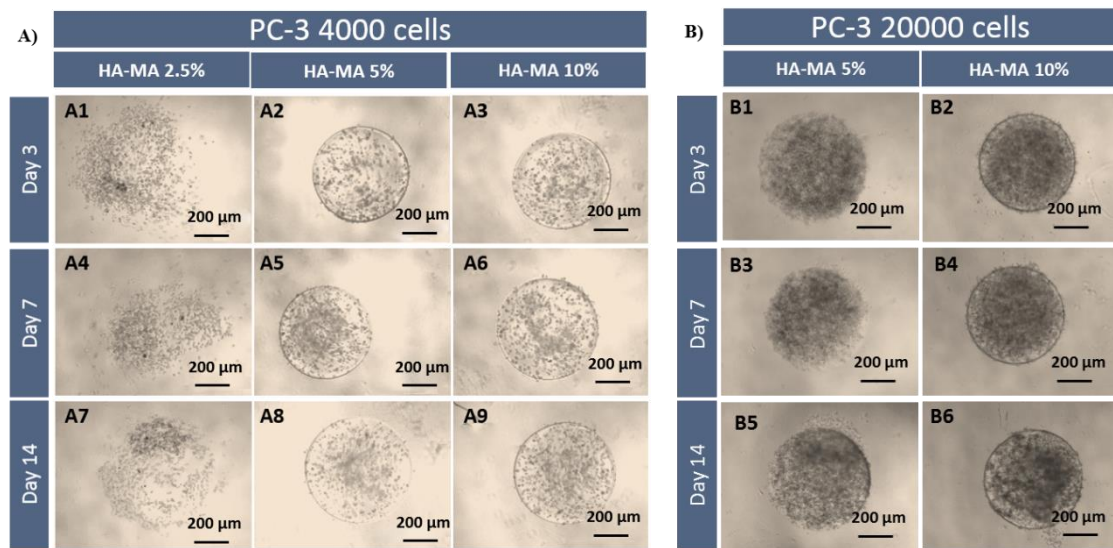 A)
PC-3 4000 cells
HA-MA 2.5%
HA-MA 5%
HA-MA 10%
Day 3
A1
200 µm
A2
200 µm
A3
200 µm
Day 7
A4
200 µm
A5
200 µm
A6
200 µm
Day 14
A7
200 µm
A8
200 µm
A9
200 µm
B)
PC-3 20000 cells
HA-MA 5%
HA-MA 10%
Day 3
B1
200 µm
B2
200 µm
Day 7
B3
200 µm
B4
200 µm
Day 14
B5
200 µm
B6
200 µm